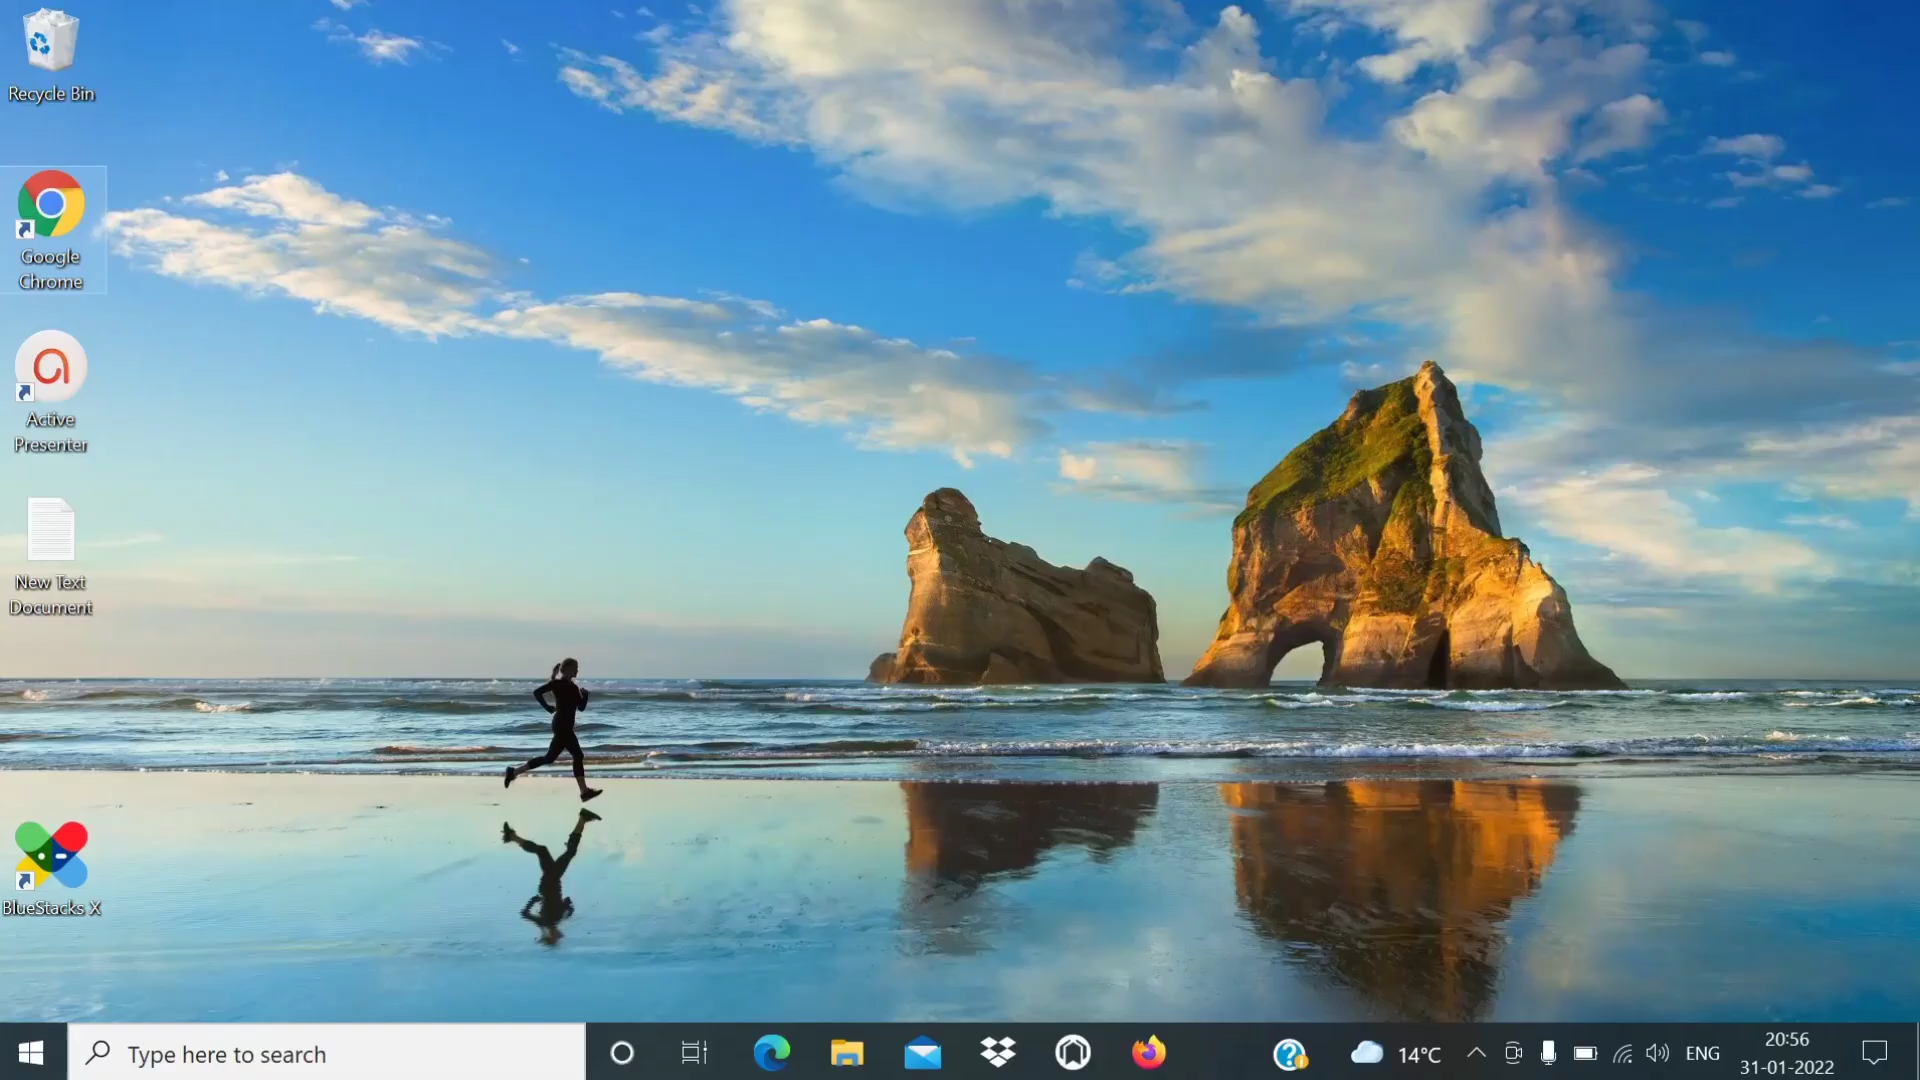 Recycle Bin
Google
Chrome
Active
Presenter
New Text
Document
BlueStacks X
Type here to search
14°C
ENG
20:56
31-01-2022